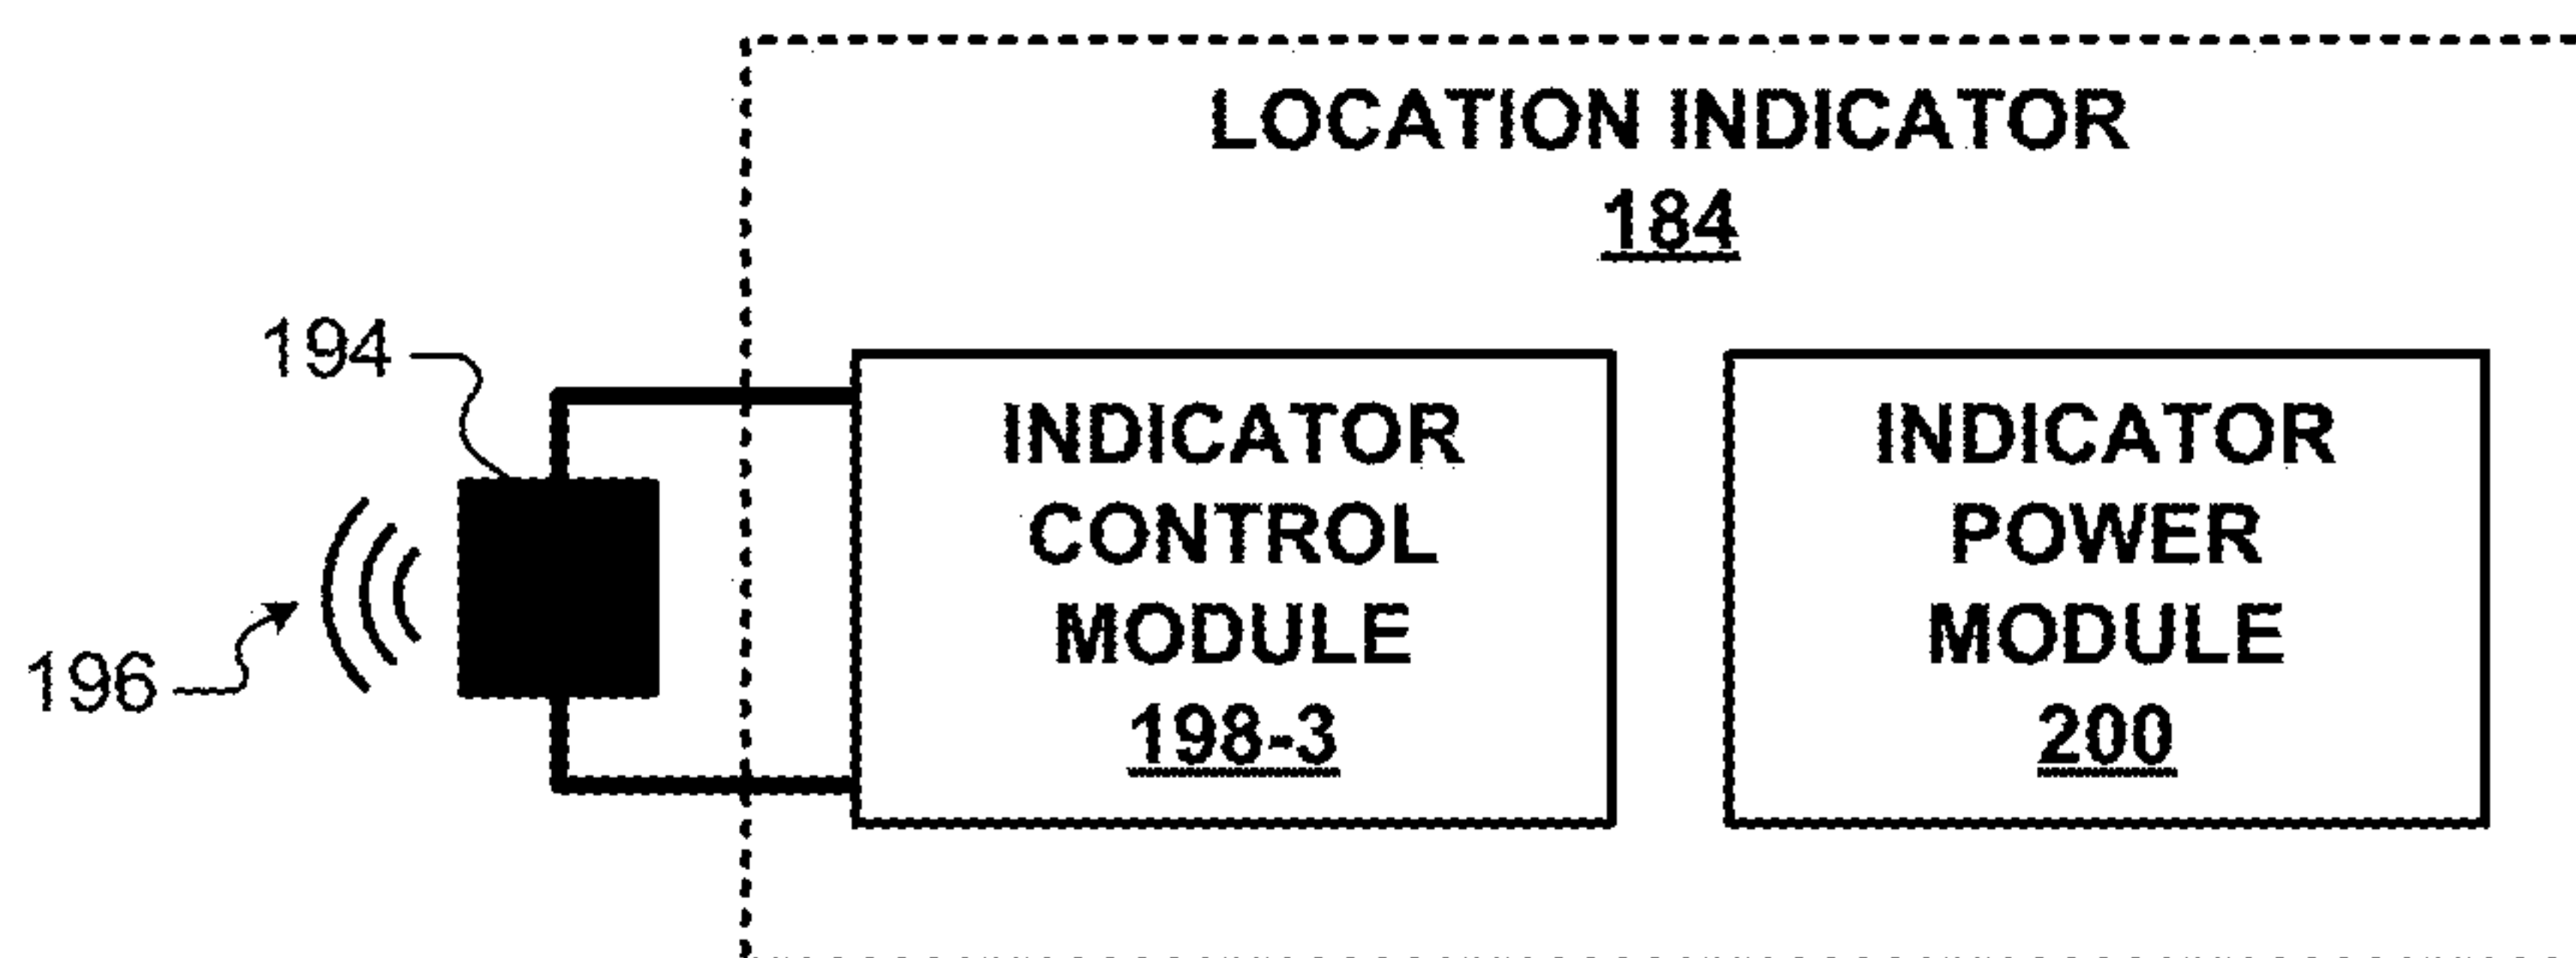 LOCATION INDICATOR
184
194
196
INDICATOR
CONTROL
MODULE
198-3
INDICATOR
POWER
MODULE
200